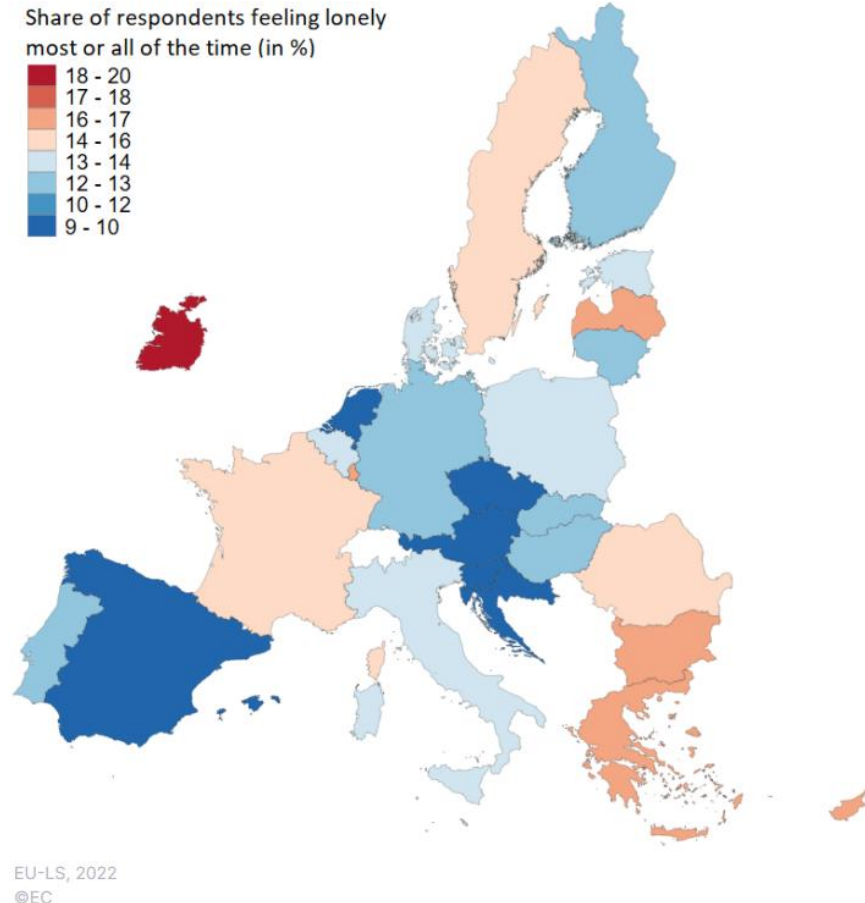 Share of respondents feeling lonely
most or all of the time (in %)
18 - 20
17 - 18
16 - 17
14 - 16
13 - 14
12 - 13
10 - 12
9 - 10
EU-LS, 2022
©EC